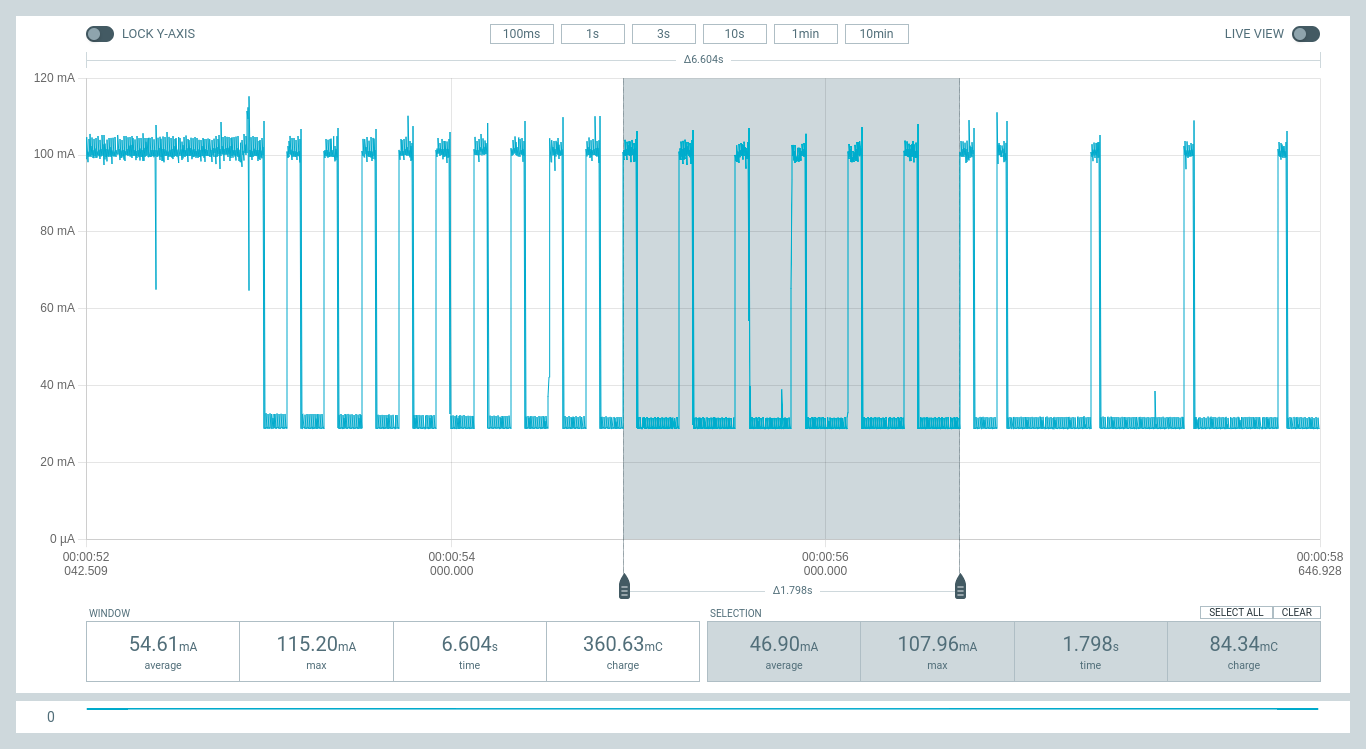 LOCK Y-AXIS 100ms 1s 3s 10s 1min 10min LIVE VIEW
Δ6.604s
120 mA
100 mA
80 mA
60 mA
40 mA
20 mA
0 µA
00:00:52 00:00:54 00:00:56 00:00:58
042.509 000.000 000.000 646.928
Δ1.798s
WINDOW SELECTION SELECT ALL CLEAR
54.61mA 115.20mA 6.604s 360.63mC 46.90mA 107.96mA 1.798s 84.34mC
average max time charge average max time charge
0